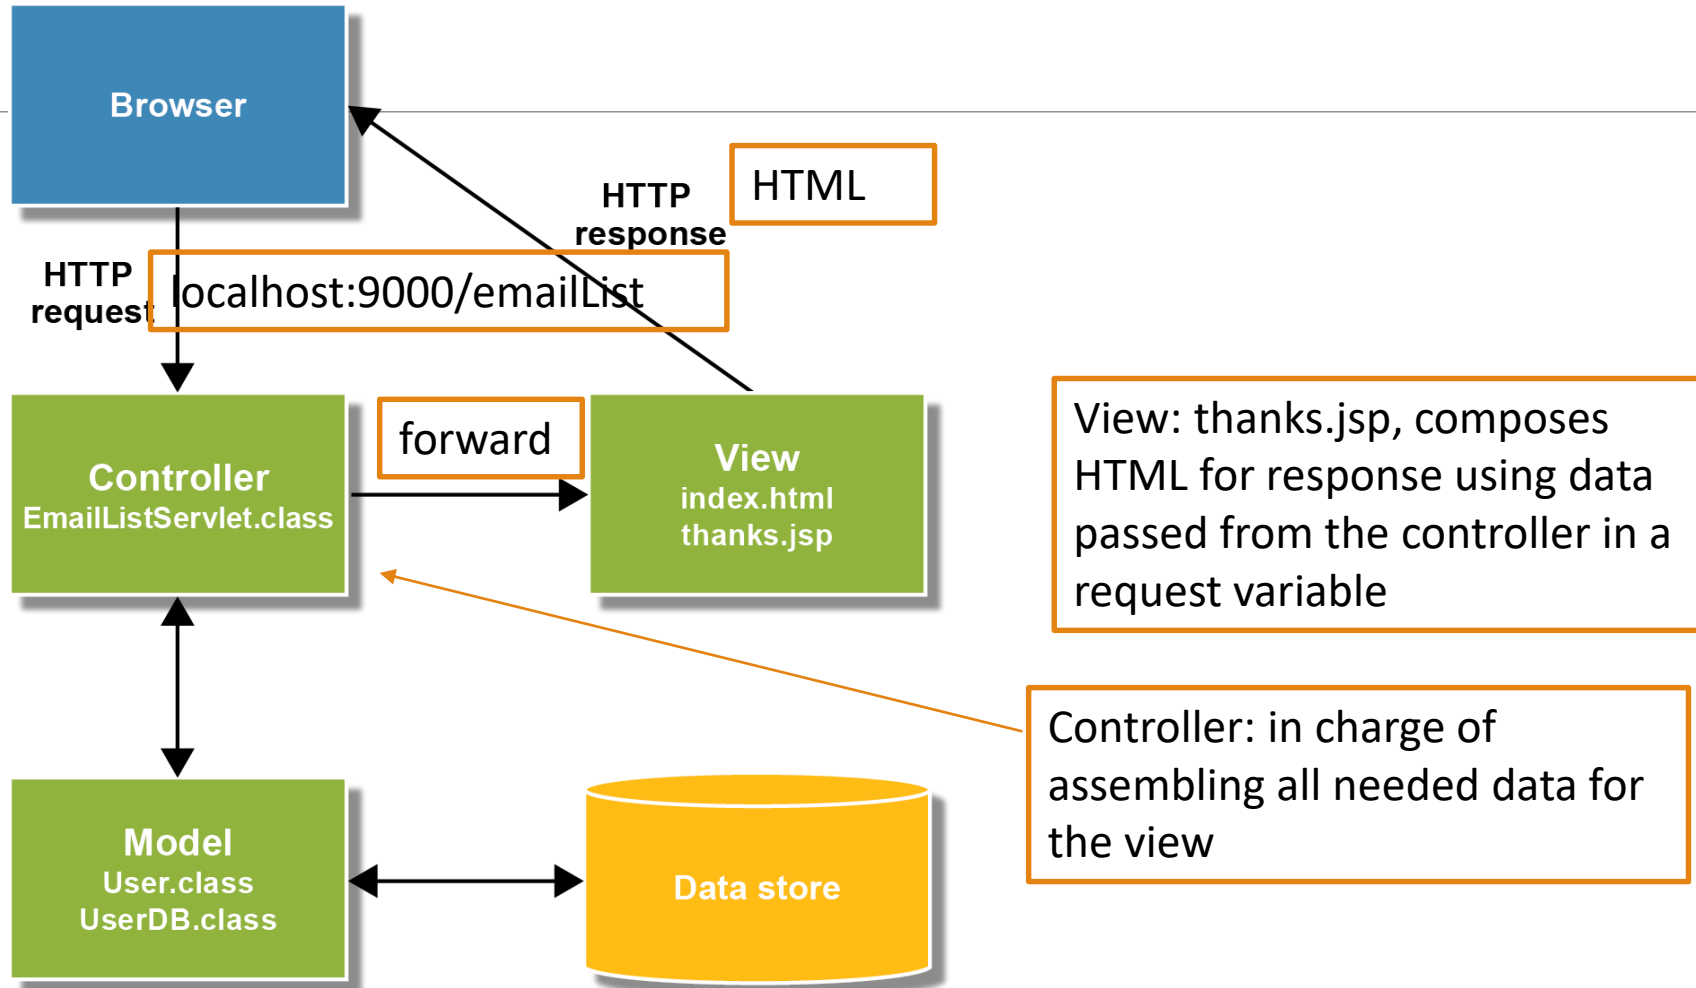 Browser
HTTP
response
HTML
HTTP
request
localhost:9000/emailList
Controller
EmailListServlet.class
forward
View
index.html
thanks.jsp
View: thanks.jsp, composes
HTML for response using data
passed from the controller in a
request variable
Controller: in charge of
assembling all needed data for
the view
Model
User.class
UserDB.class
Data store